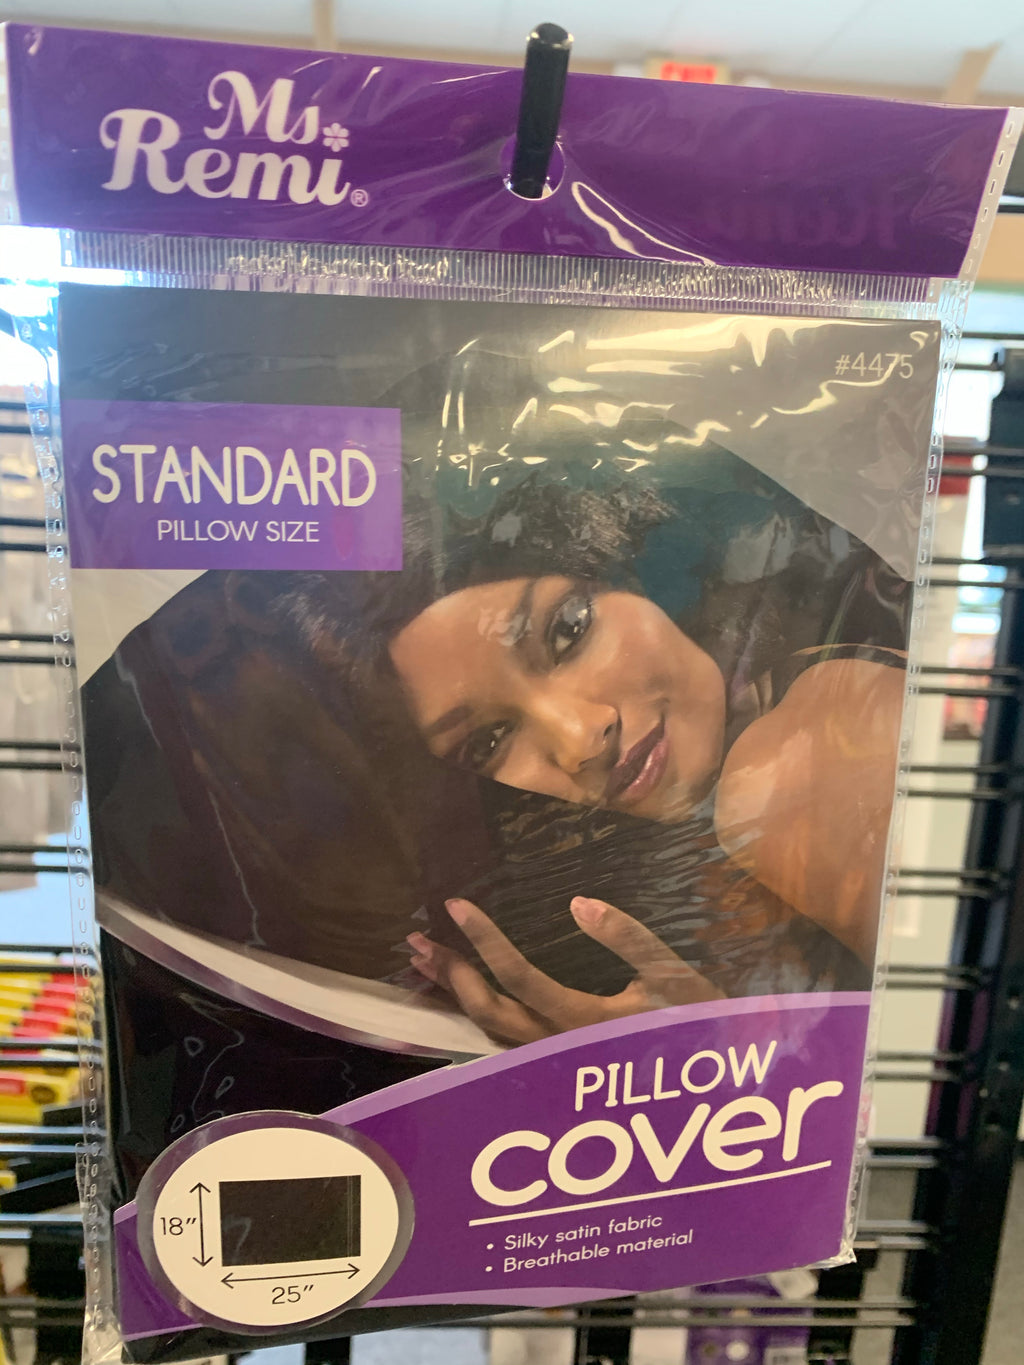 Ms.
Remi®
#4475
STANDARD
PILLOW SIZE
PILLOW
cover
• Silky satin fabric
• Breathable material
18"
25"